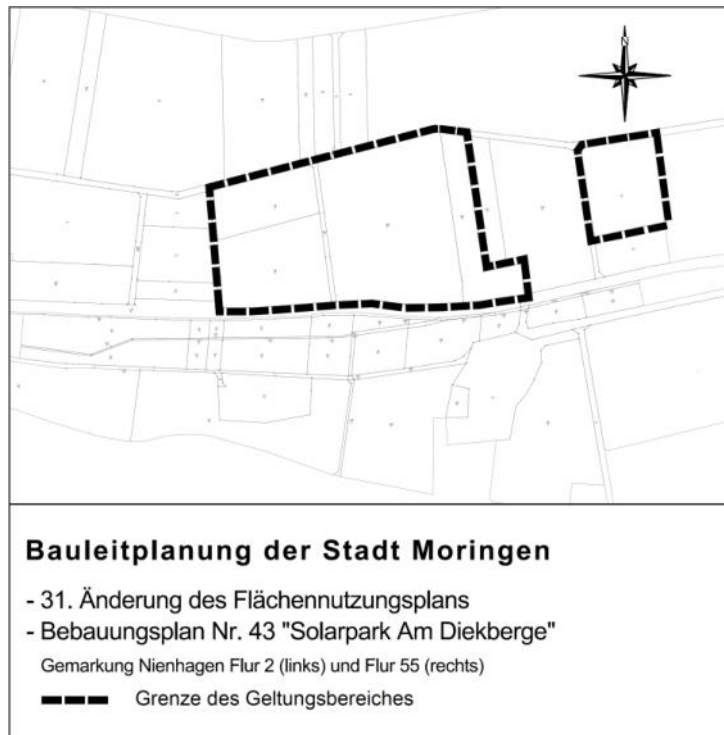 N
Bauleitplanung der Stadt Moringen
- 31. Änderung des Flächennutzungsplans
- Bebauungsplan Nr. 43 "Solarpark Am Diekberge"
Gemarkung Nienhagen Flur 2 (links) und Flur 55 (rechts)
Grenze des Geltungsbereiches